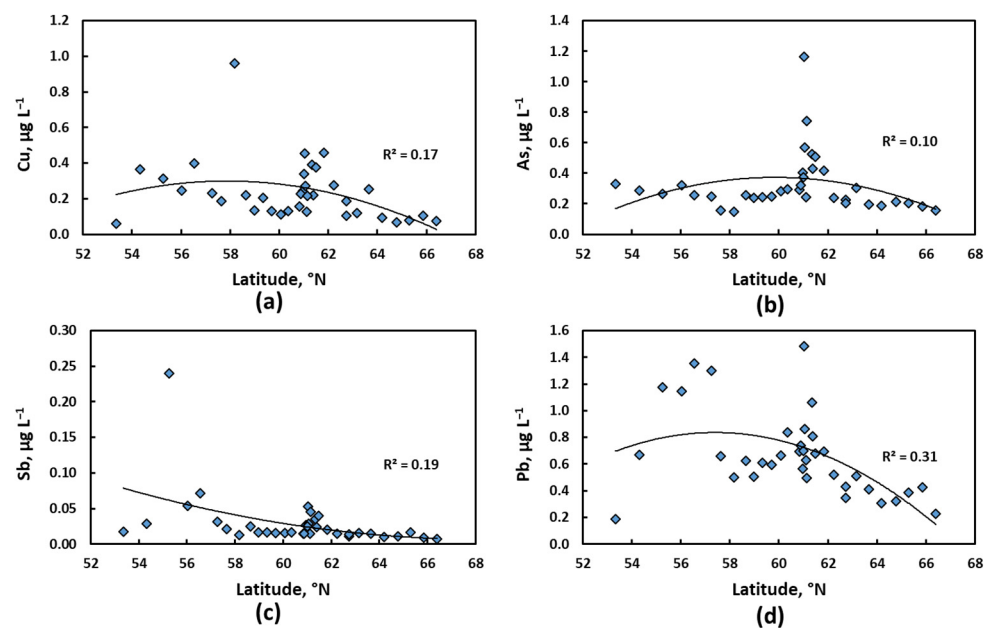 1.2
1.0
0.8
0.6
0.4
0.2
0.0
Cu, µg L⁻¹
R² = 0.17
52 54 56 58 60 62 64 66 68
Latitude, °N
(a)
1.4
1.2
1.0
0.8
0.6
0.4
0.2
0.0
As, µg L⁻¹
R² = 0.10
52 54 56 58 60 62 64 66 68
Latitude, °N
(b)
0.30
0.25
0.20
0.15
0.10
0.05
0.00
Sb, µg L⁻¹
R² = 0.19
52 54 56 58 60 62 64 66 68
Latitude, °N
(c)
1.6
1.4
1.2
1.0
0.8
0.6
0.4
0.2
0.0
Pb, µg L⁻¹
R² = 0.31
52 54 56 58 60 62 64 66 68
Latitude, °N
(d)